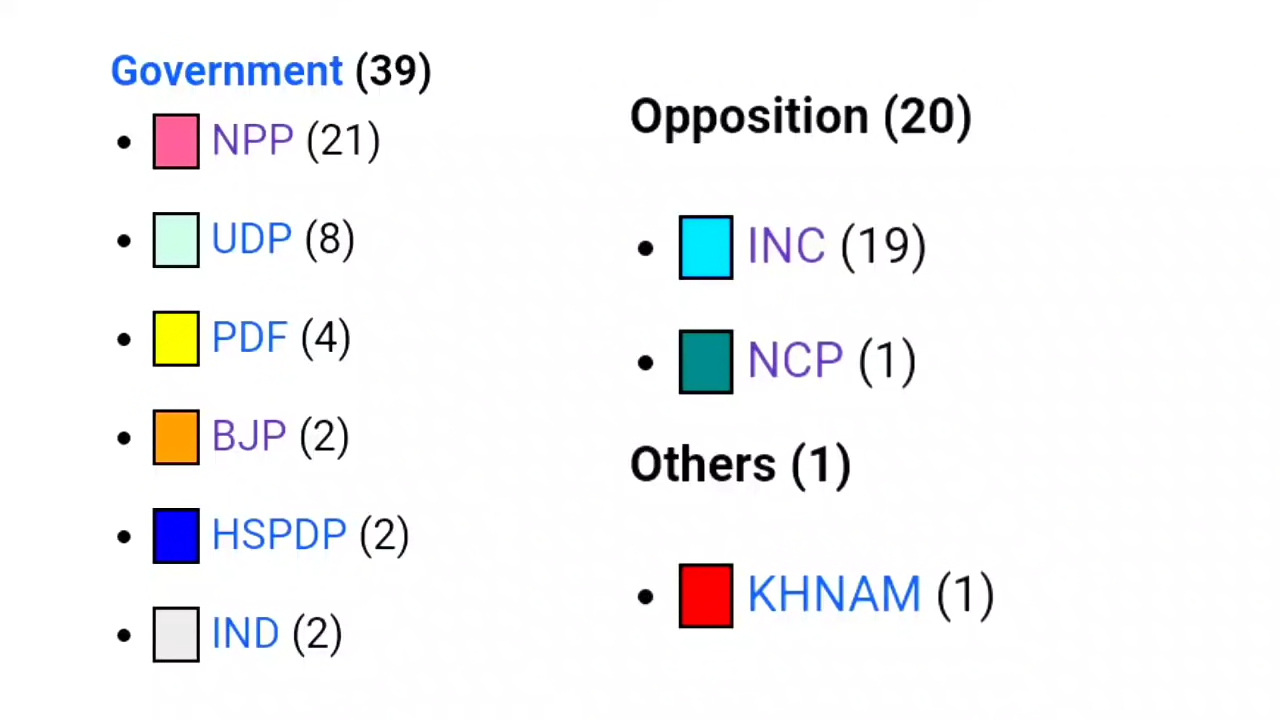 Government (39)
NPP (21)
UDP (8)
PDF (4)
BJP (2)
HSPDP (2)
IND (2)
Opposition (20)
INC (19)
NCP (1)
Others (1)
KHNAM (1)